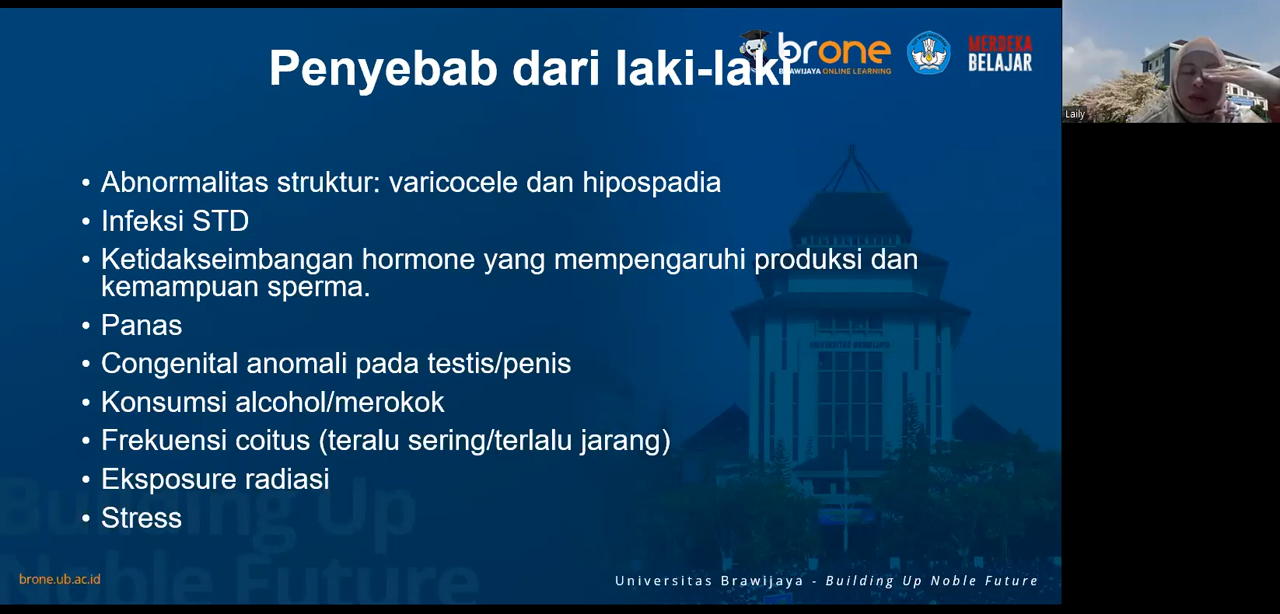 Penyebab dari laki-laki
brone
BRAWIJAYA ONLINE LEARNING
MERDEKA
BELAJAR
Laily
• Abnormalitas struktur: varicocele dan hipospadia
• Infeksi STD
• Ketidakseimbangan hormone yang mempengaruhi produksi dan
kemampuan sperma.
• Panas
• Congenital anomali pada testis/penis
• Konsumsi alcohol/merokok
• Frekuensi coitus (teralu sering/terlalu jarang)
• Eksposure radiasi
• Stress
UNIVERSITAS BRAWIJAYA
Building Up
Noble Future
brone.ub.ac.id
Universitas Brawijaya - Building Up Noble Future